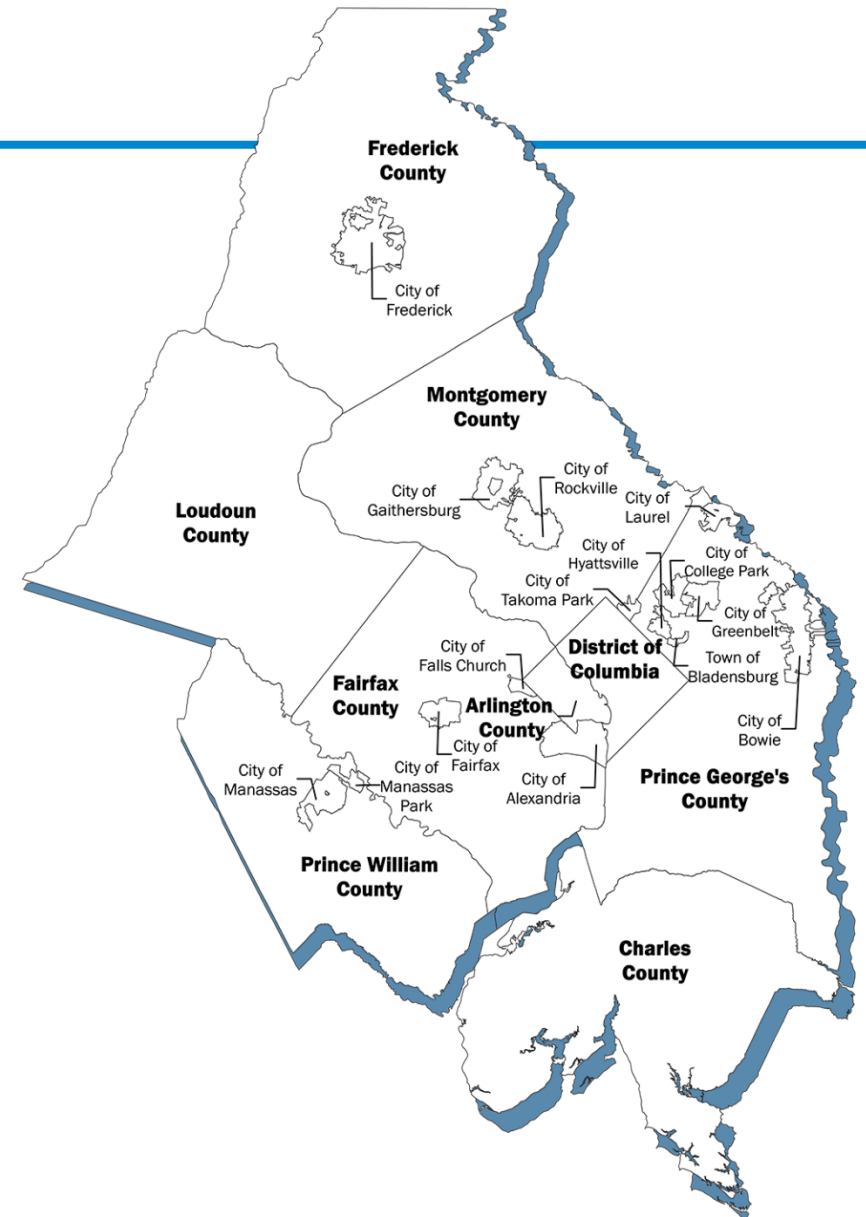 Frederick
County
City of
Frederick
Montgomery
County
City of
Rockville
City of
Gaithersburg
City of
Laurel
Loudoun
County
City of
Hyattsville
City of
College Park
City of
Takoma Park
City of
Greenbelt
City of
Falls Church
District of
Columbia
Town of
Bladensburg
Fairfax
County
Arlington
County
City of
Bowie
City of
Fairfax
City of
Manassas
City of
Manassas
Park
City of
Alexandria
Prince George's
County
Prince William
County
Charles
County